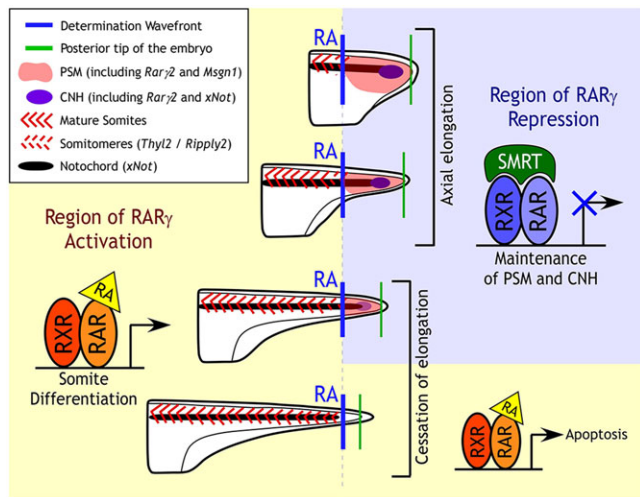 Determination Wavefront
Posterior tip of the embryo
PSM (including Rarγ2 and Msgn1)
CNH (including Rarγ2 and xNot)
Mature Somites
Somitomeres (Thyl2 / Ripply2)
Notochord (xNot)
RA
RA
RA
RA
Axial elongation
Cessation of elongation
Region of RARγ
Repression
SMRT
RXR
RAR
Maintenance
of PSM and CNH
Region of RARγ
Activation
RA
RXR
RAR
Somite
Differentiation
RA
RXR
RAR
Apoptosis